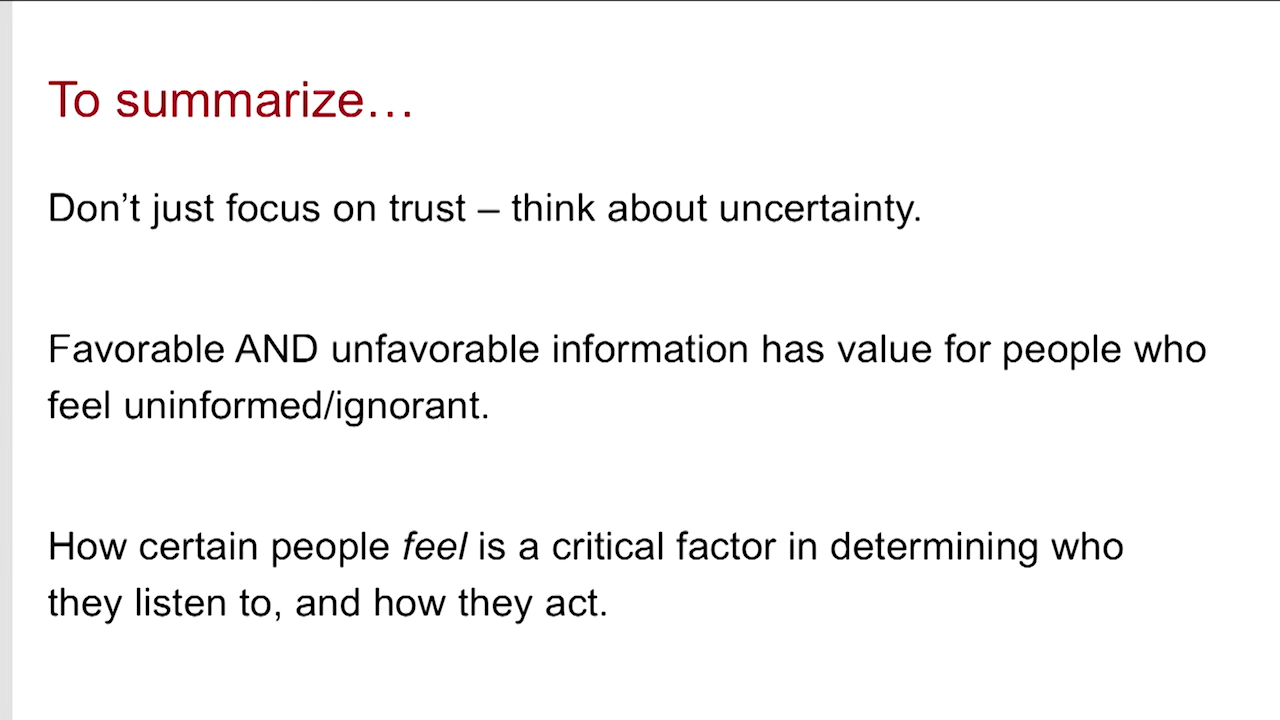 To summarize…
Don’t just focus on trust – think about uncertainty.
Favorable AND unfavorable information has value for people who
feel uninformed/ignorant.
How certain people feel is a critical factor in determining who
they listen to, and how they act.